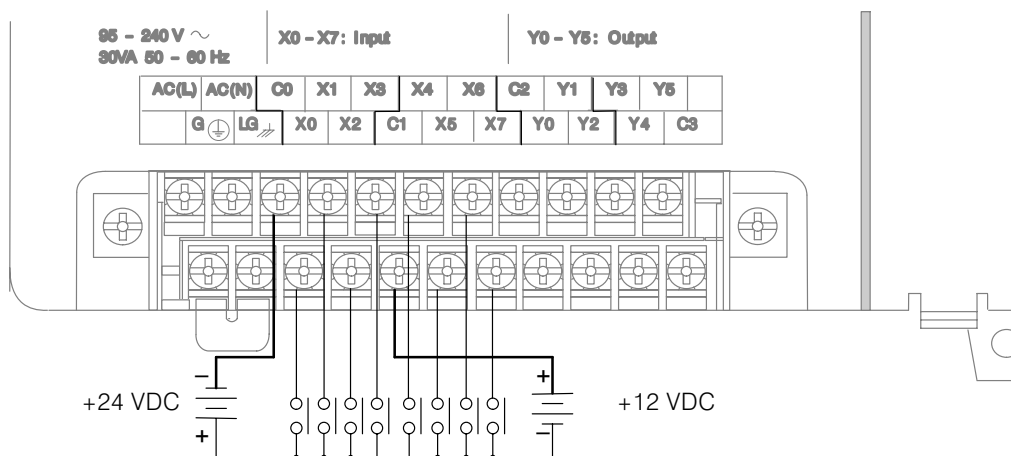 95 – 240 V ~
30VA 50 – 60 Hz
X0 – X7: Input
Y0 – Y5: Output
AC(L) AC(N) C0 X1 X3 X4 X6 C2 Y1 Y3 Y5
G LG X0 X2 C1 X5 X7 Y0 Y2 Y4 C3
–
+24 VDC
+
+
+12 VDC
–